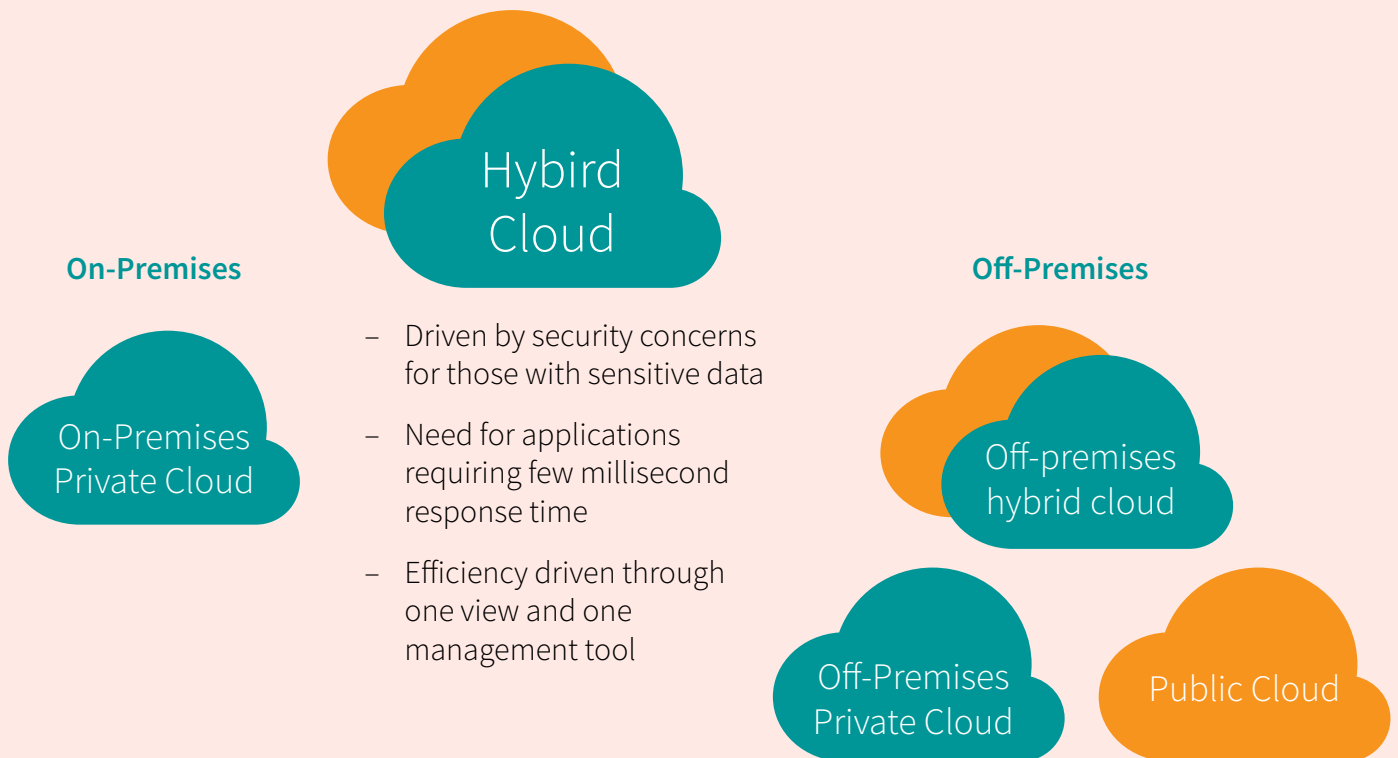 Hybird
Cloud
On-Premises
Off-Premises
On-Premises
Private Cloud
– Driven by security concerns
for those with sensitive data
– Need for applications
requiring few millisecond
response time
– Efficiency driven through
one view and one
management tool
Off-premises
hybrid cloud
Off-Premises
Private Cloud
Public Cloud